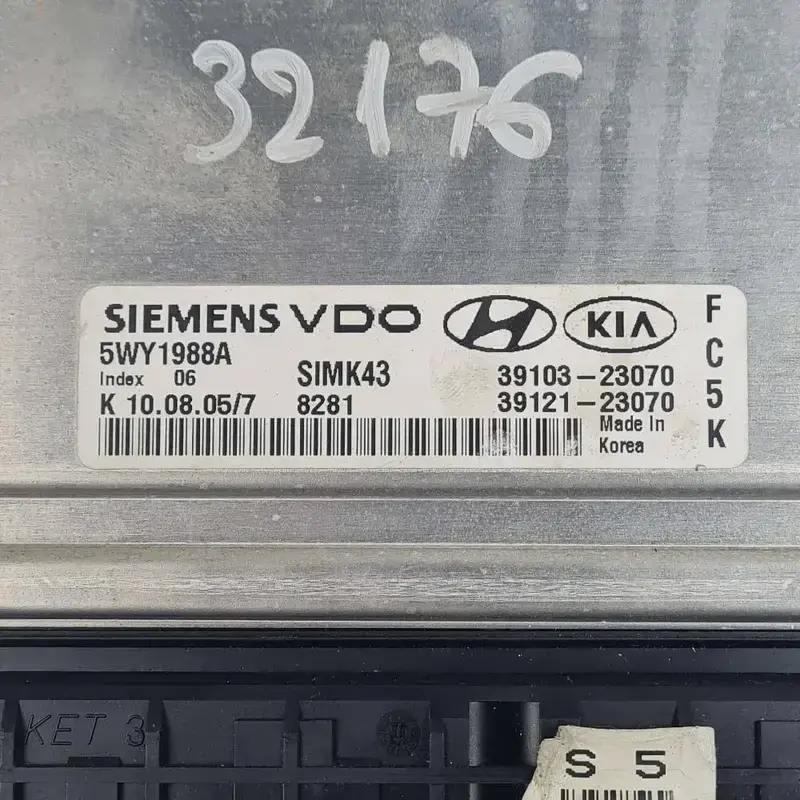 32176
SIEMENS VDO H KIA
5WY1988A
Index 06 SIMK43 39103-23070
K 10.08.05/7 8281 39121-23070
Made In
Korea
F
C
5
K
KET 3
S 5